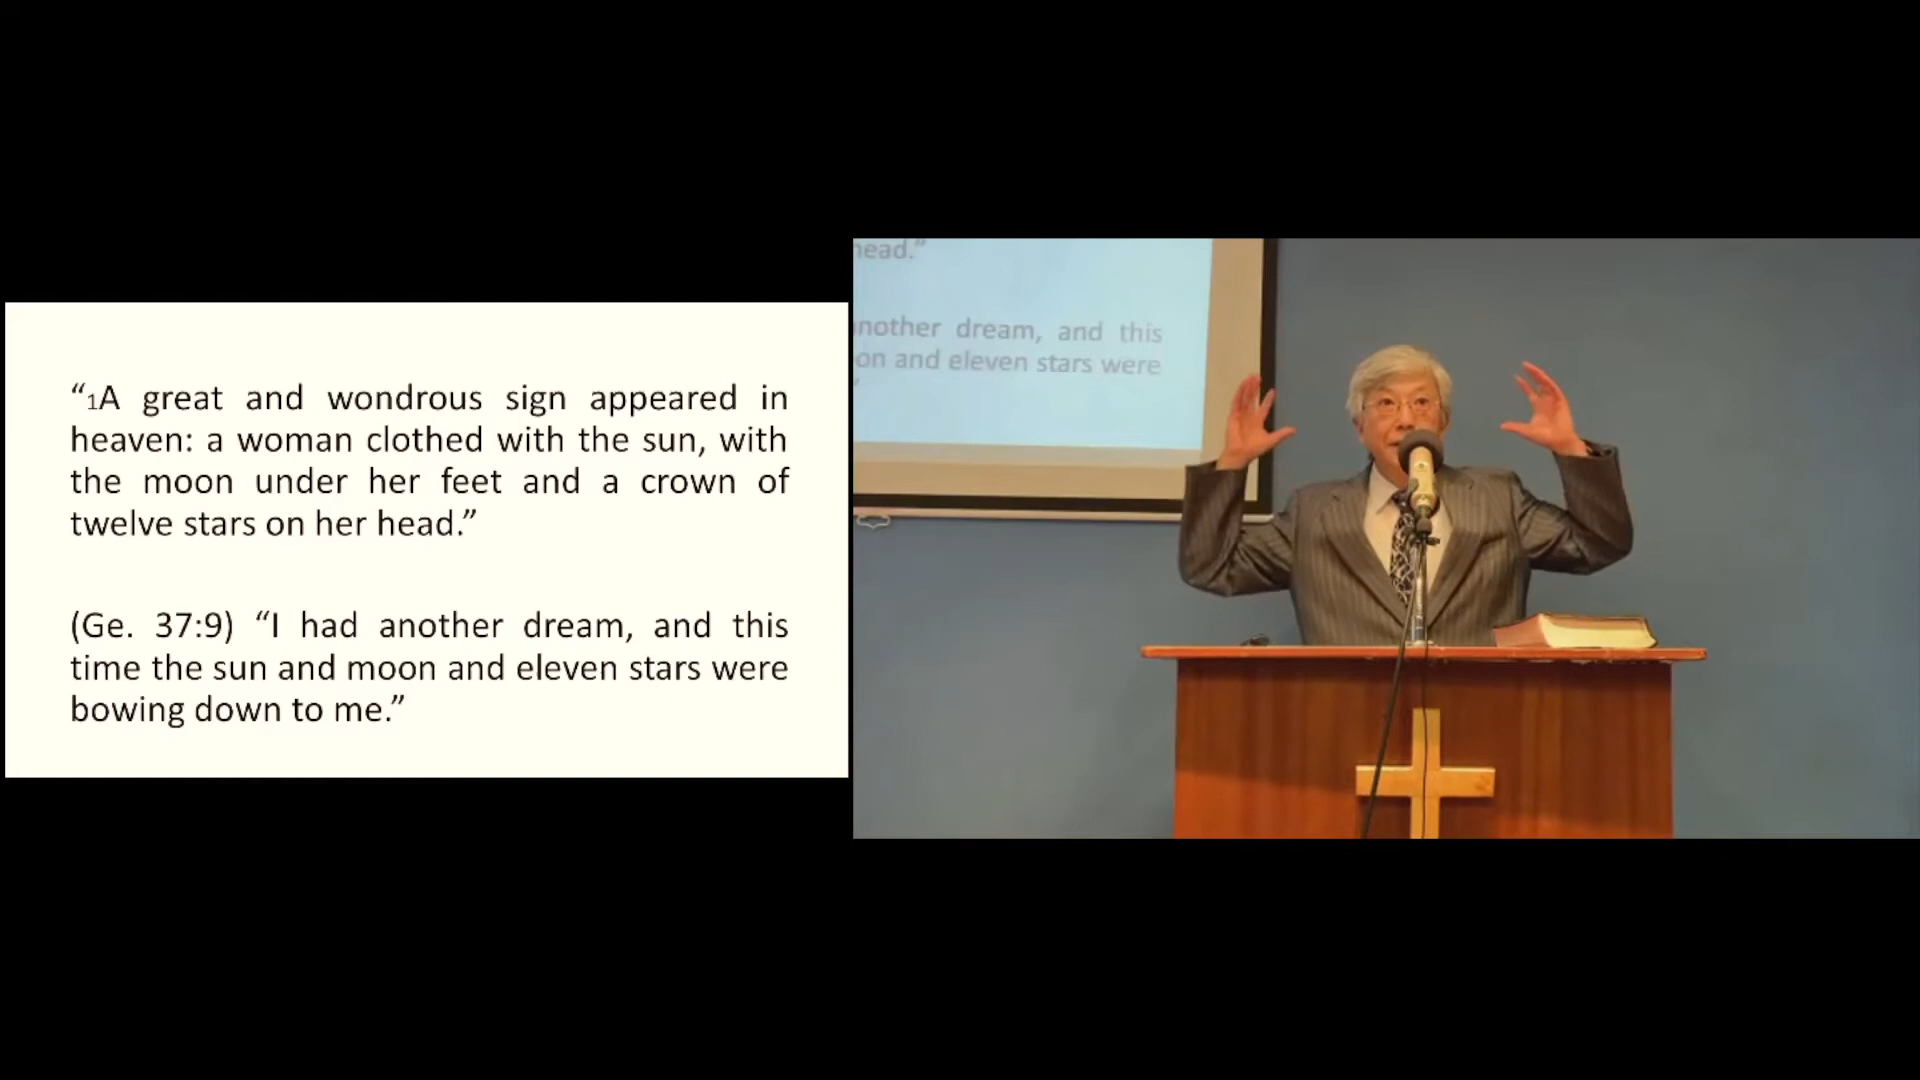 “1A great and wondrous sign appeared in
heaven: a woman clothed with the sun, with
the moon under her feet and a crown of
twelve stars on her head.”
(Ge. 37:9) “I had another dream, and this
time the sun and moon and eleven stars were
bowing down to me.”
head.”
another dream, and this
on and eleven stars were
”